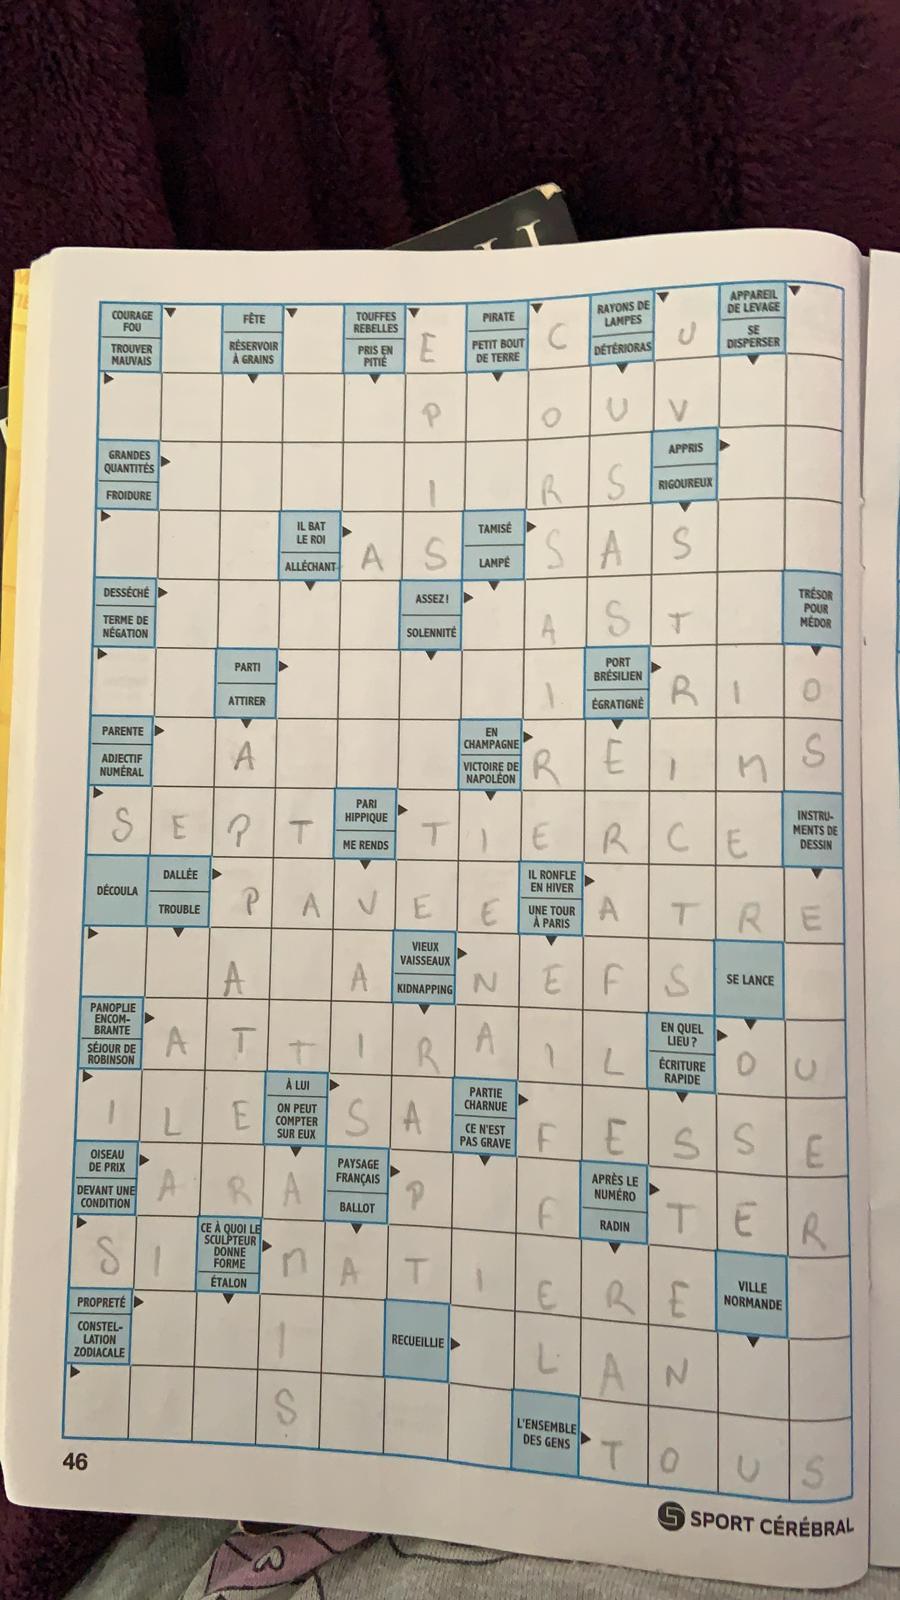 COURAGE FOU
TROUVER MAUVAIS
FÊTE
RÉSERVOIR À GRAINS
TOUFFES REBELLES
PRIS EN PITIÉ
E
PIRATE
PETIT BOUT DE TERRE
C
RAYONS DE LAMPES
DÉTÉRIORAS
U
APPAREIL DE LEVAGE
SE DISPERSER
P O U V
GRANDES QUANTITÉS
FROIDURE
I R S
APPRIS
RIGOUREUX
IL BAT LE ROI
ALLÉCHANT
A S
TAMISÉ
LAMPÉ
S A S
DESSÉCHÉ
TERME DE NÉGATION
ASSEZ !
SOLENNITÉ
A S T
TRÉSOR POUR MÉDOR
PARTI
ATTIRER
I
PORT BRÉSILIEN
ÉGRATIGNÉ
R I O
PARENTE
ADJECTIF NUMÉRAL
A
EN CHAMPAGNE
VICTOIRE DE NAPOLÉON
R E I M S
S E P T
PARI HIPPIQUE
ME RENDS
T I E R C E
INSTRU-MENTS DE DESSIN
DÉCOULA
DALLÉE
TROUBLE
P A V E E
IL RONFLE EN HIVER
UNE TOUR À PARIS
A T R E
A A
VIEUX VAISSEAUX
KIDNAPPING
N E F S
SE LANCE
PANOPLIE ENCOM-BRANTE
SÉJOUR DE ROBINSON
A T T I R A I L
EN QUEL LIEU ?
ÉCRITURE RAPIDE
O U
I L E
À LUI
ON PEUT COMPTER SUR EUX
S A
PARTIE CHARNUE
CE N'EST PAS GRAVE
F E S S E
OISEAU DE PRIX
DEVANT UNE CONDITION
A R A
PAYSAGE FRANÇAIS
BALLOT
P F
APRÈS LE NUMÉRO
RADIN
T E R
S I
CE À QUOI LE SCULPTEUR DONNE FORME
ÉTALON
M A T I E R E
VILLE NORMANDE
PROPRETÉ
CONSTEL-LATION ZODIACALE
I
RECUEILLIE
L A N
S
L'ENSEMBLE DES GENS
T O U S
46
S SPORT CÉRÉBRAL